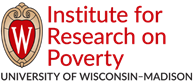 Institute for
Research on
Poverty
UNIVERSITY OF WISCONSIN–MADISON